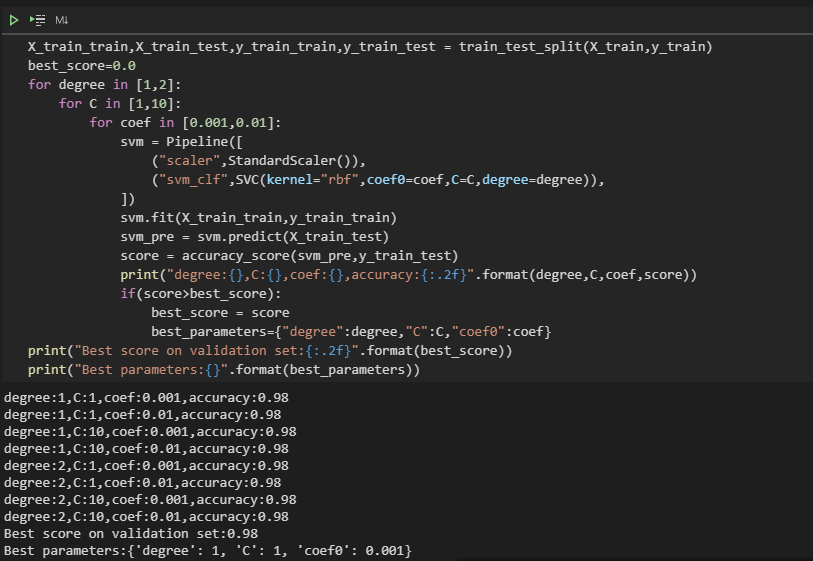 M↓
X_train_train,X_train_test,y_train_train,y_train_test = train_test_split(X_train,y_train)
best_score=0.0
for degree in [1,2]:
    for C in [1,10]:
        for coef in [0.001,0.01]:
            svm = Pipeline([
                ("scaler",StandardScaler()),
                ("svm_clf",SVC(kernel="rbf",coef0=coef,C=C,degree=degree)),
            ])
            svm.fit(X_train_train,y_train_train)
            svm_pre = svm.predict(X_train_test)
            score = accuracy_score(svm_pre,y_train_test)
            print("degree:{},C:{},coef:{},accuracy:{:.2f}".format(degree,C,coef,score))
            if(score>best_score):
                best_score = score
                best_parameters={"degree":degree,"C":C,"coef0":coef}
print("Best score on validation set:{:.2f}".format(best_score))
print("Best parameters:{}".format(best_parameters))
degree:1,C:1,coef:0.001,accuracy:0.98
degree:1,C:1,coef:0.01,accuracy:0.98
degree:1,C:10,coef:0.001,accuracy:0.98
degree:1,C:10,coef:0.01,accuracy:0.98
degree:2,C:1,coef:0.001,accuracy:0.98
degree:2,C:1,coef:0.01,accuracy:0.98
degree:2,C:10,coef:0.001,accuracy:0.98
degree:2,C:10,coef:0.01,accuracy:0.98
Best score on validation set:0.98
Best parameters:{'degree': 1, 'C': 1, 'coef0': 0.001}